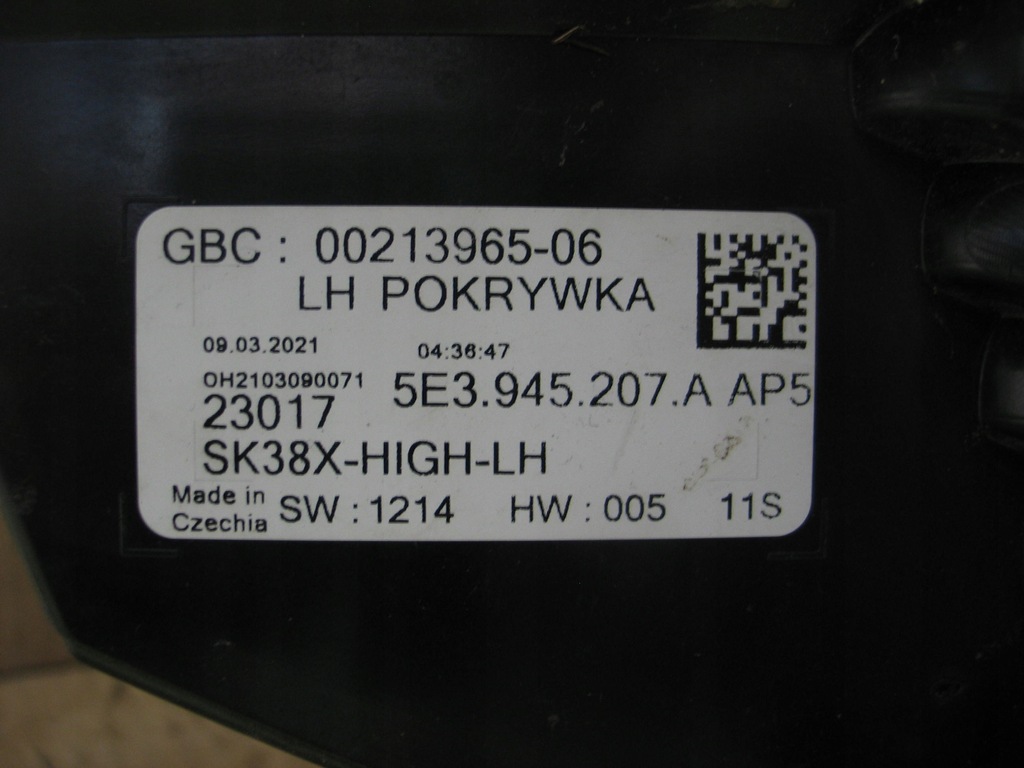 GBC : 00213965-06
LH POKRYWKA
09.03.2021 04:36:47
OH2103090071
23017 5E3.945.207.A AP5
SK38X-HIGH-LH
Made in
Czechia SW : 1214 HW : 005 11S